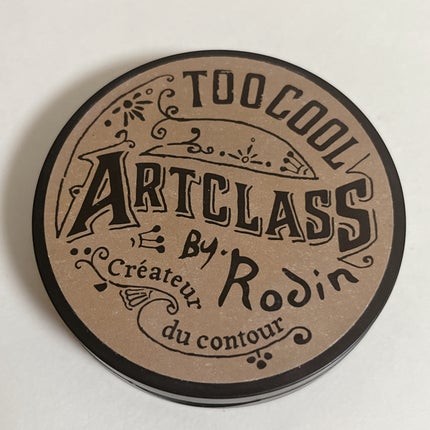 TOO COOL
ARTCLASS
BY. Rodin
Créateur
du contour